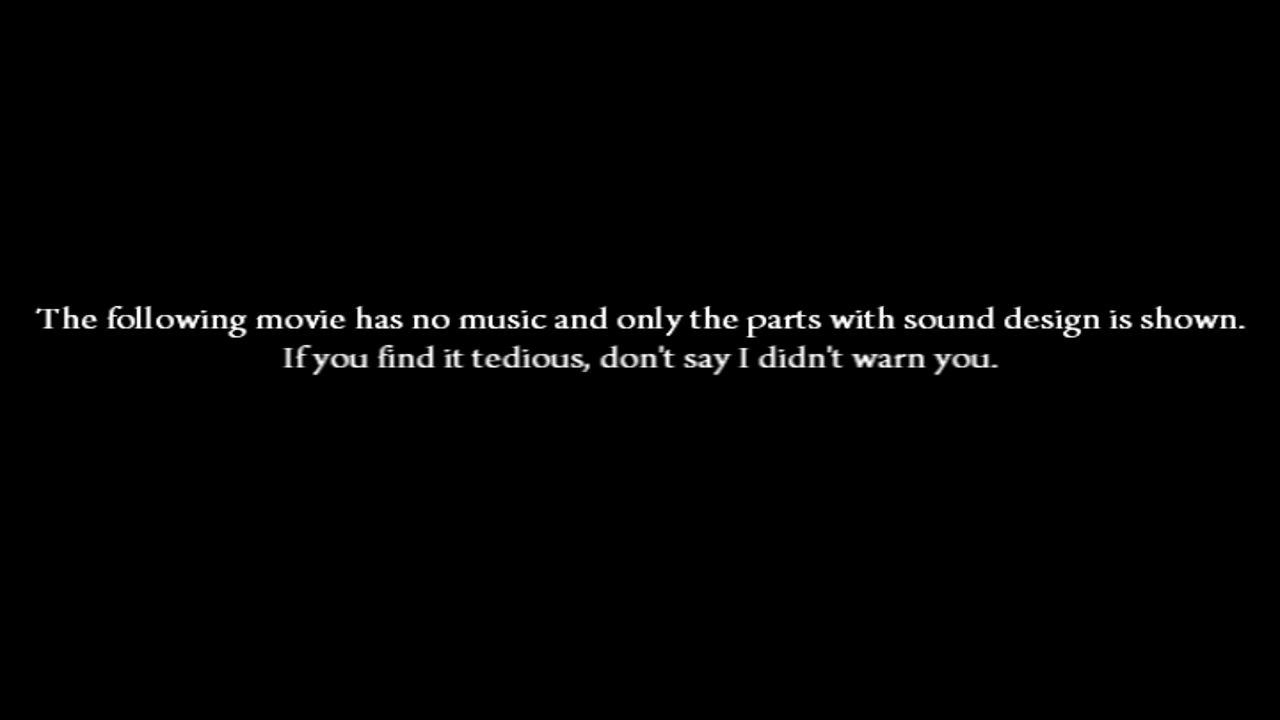 The following movie has no music and only the parts with sound design is shown.
If you find it tedious, don't say I didn't warn you.